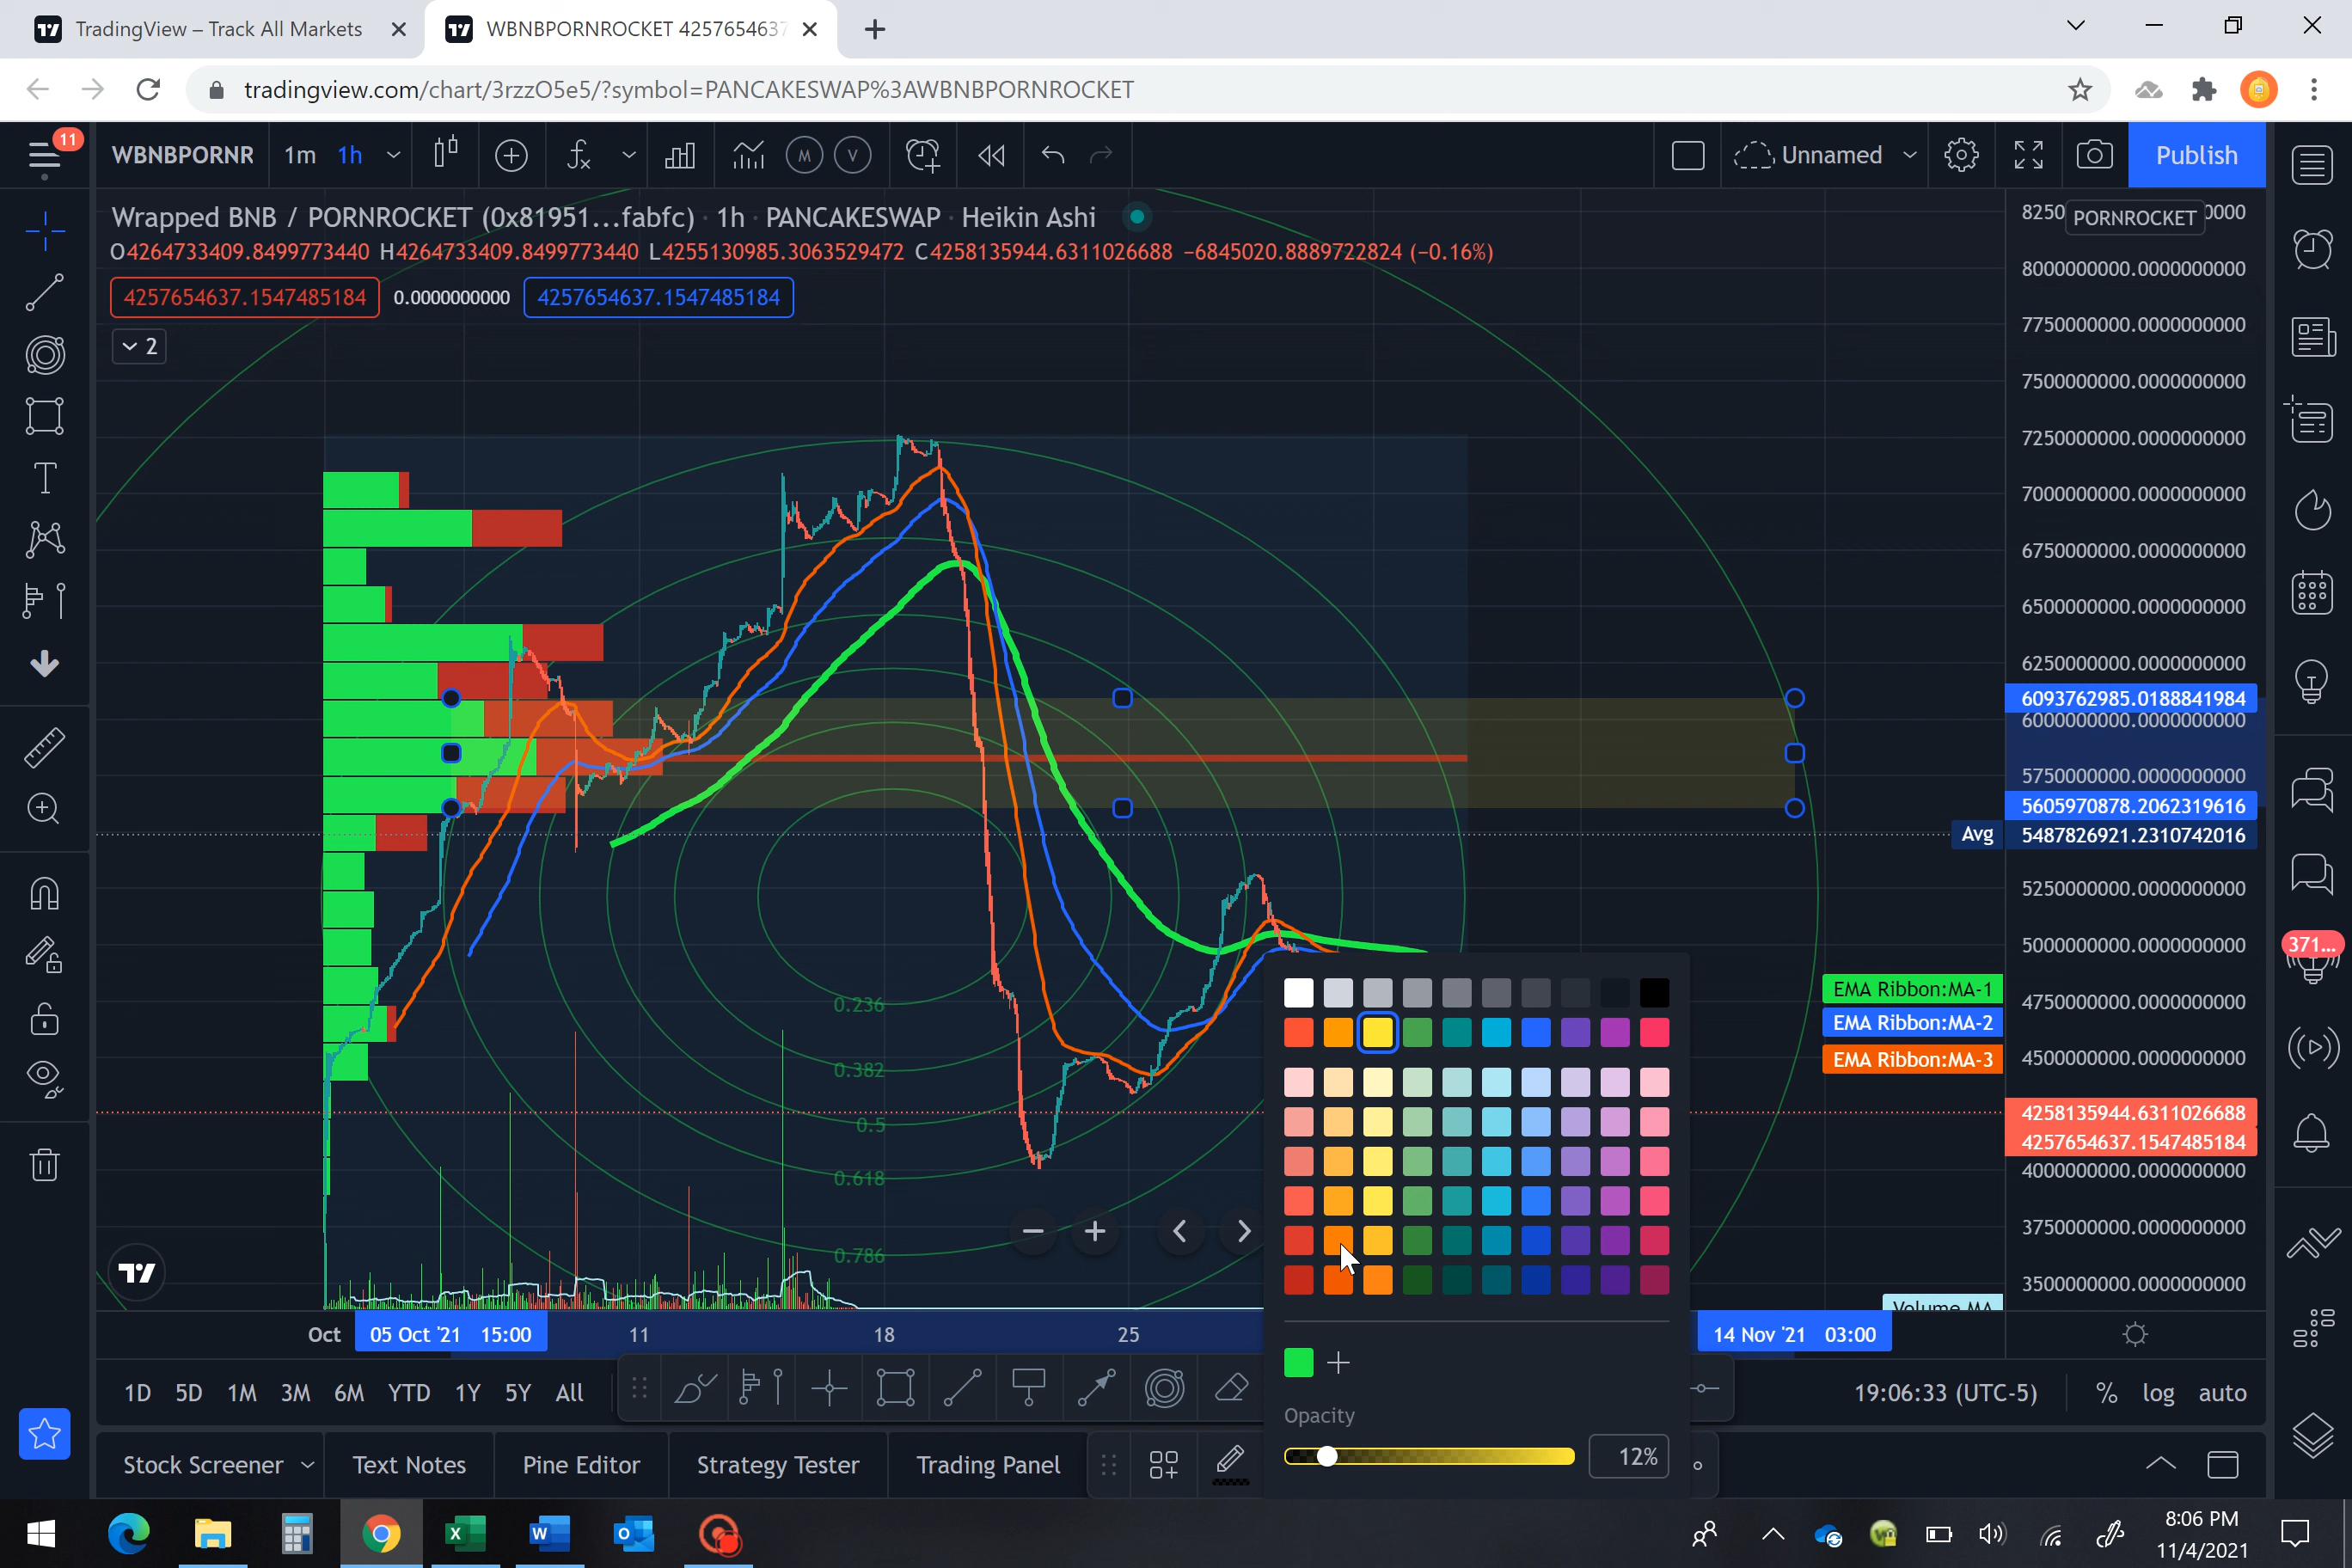 TradingView – Track All Markets
WBNBPORNROCKET 4257654637
tradingview.com/chart/3rzzO5e5/?symbol=PANCAKESWAP%3AWBNBPORNROCKET
11
WBNBPORNR
1m
1h
M
V
Unnamed
Publish
Wrapped BNB / PORNROCKET (0x81951...fabfc) · 1h · PANCAKESWAP · Heikin Ashi
O4264733409.8499773440 H4264733409.8499773440 L4255130985.3063529472 C4258135944.6311026688 −6845020.8889722824 (−0.16%)
4257654637.1547485184
0.0000000000
4257654637.1547485184
2
PORNROCKET
8000000000.0000000000
7750000000.0000000000
7500000000.0000000000
7250000000.0000000000
7000000000.0000000000
6750000000.0000000000
6500000000.0000000000
6250000000.0000000000
6093762985.0188841984
6000000000.0000000000
5750000000.0000000000
5605970878.2062319616
Avg
5487826921.2310742016
5250000000.0000000000
5000000000.0000000000
371...
EMA Ribbon:MA-1
4750000000.0000000000
EMA Ribbon:MA-2
EMA Ribbon:MA-3
4500000000.0000000000
4258135944.6311026688
4257654637.1547485184
4000000000.0000000000
3750000000.0000000000
3500000000.0000000000
Volume MA
0.236
0.382
0.5
0.618
0.786
Oct
05 Oct '21 15:00
11
18
25
14 Nov '21 03:00
1D
5D
1M
3M
6M
YTD
1Y
5Y
All
19:06:33 (UTC-5)
%
log
auto
Opacity
12%
Stock Screener
Text Notes
Pine Editor
Strategy Tester
Trading Panel
8:06 PM
11/4/2021